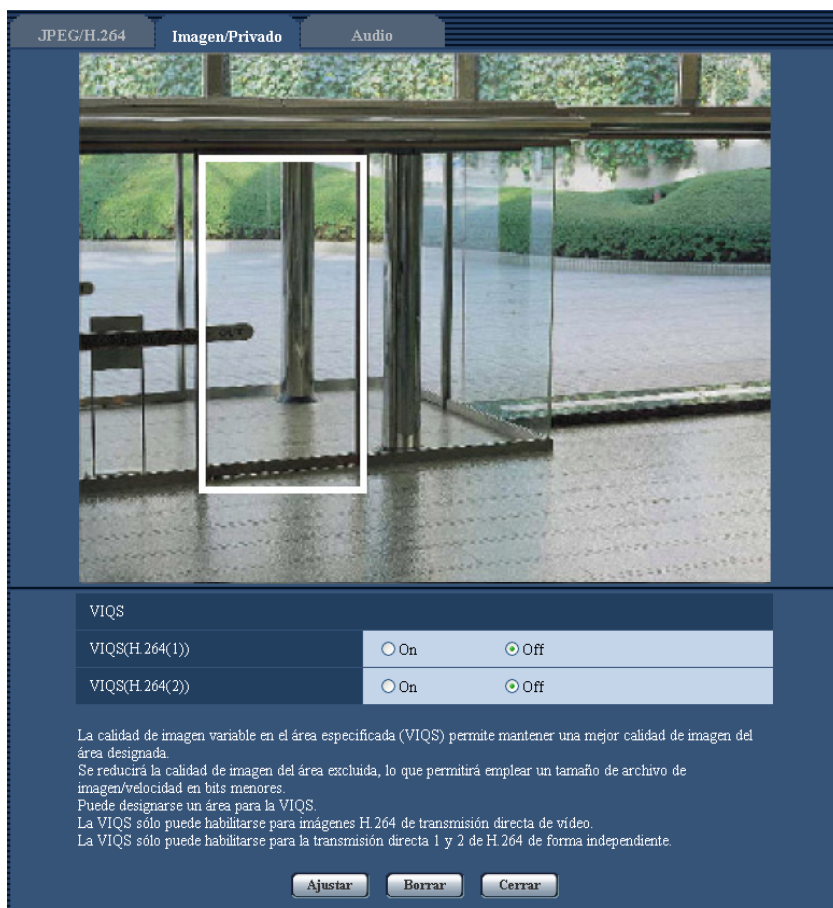 JPEG/H.264 Imagen/Privado Audio
VIQS
VIQS(H.264(1)) On Off
VIQS(H.264(2)) On Off
La calidad de imagen variable en el área especificada (VIQS) permite mantener una mejor calidad de imagen del
área designada.
Se reducirá la calidad de imagen del área excluida, lo que permitirá emplear un tamaño de archivo de
imagen/velocidad en bits menores.
Puede designarse un área para la VIQS.
La VIQS sólo puede habilitarse para imágenes H.264 de transmisión directa de vídeo.
La VIQS sólo puede habilitarse para la transmisión directa 1 y 2 de H.264 de forma independiente.
Ajustar Borrar Cerrar